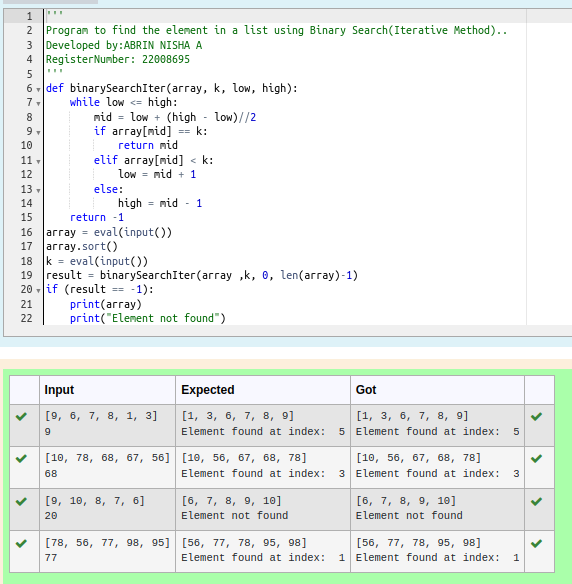 1 '''
2 Program to find the element in a list using Binary Search(Iterative Method)..
3 Developed by:ABRIN NISHA A
4 RegisterNumber: 22008695
5 '''
6 def binarySearchIter(array, k, low, high):
7     while low <= high:
8         mid = low + (high - low)//2
9         if array[mid] == k:
10             return mid
11         elif array[mid] < k:
12             low = mid + 1
13         else:
14             high = mid - 1
15     return -1
16 array = eval(input())
17 array.sort()
18 k = eval(input())
19 result = binarySearchIter(array ,k, 0, len(array)-1)
20 if (result == -1):
21     print(array)
22     print("Element not found")
Input Expected Got
[9, 6, 7, 8, 1, 3] [1, 3, 6, 7, 8, 9] [1, 3, 6, 7, 8, 9]
9 Element found at index:  5 Element found at index:  5
[10, 78, 68, 67, 56] [10, 56, 67, 68, 78] [10, 56, 67, 68, 78]
68 Element found at index:  3 Element found at index:  3
[9, 10, 8, 7, 6] [6, 7, 8, 9, 10] [6, 7, 8, 9, 10]
20 Element not found Element not found
[78, 56, 77, 98, 95] [56, 77, 78, 95, 98] [56, 77, 78, 95, 98]
77 Element found at index:  1 Element found at index:  1